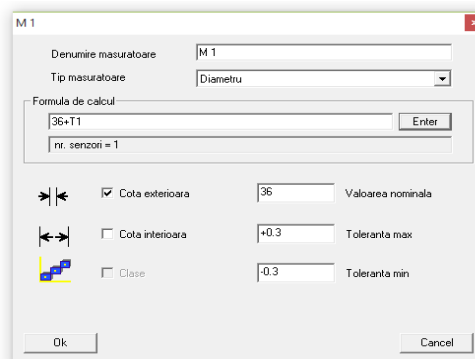 M 1
Denumire masuratoare M 1
Tip masuratoare Diametru
Formula de calcul
36+T1 Enter
nr. senzori = 1
Cota exterioara 36 Valoarea nominala
Cota interioara +0.3 Toleranta max
Clase -0.3 Toleranta min
Ok Cancel